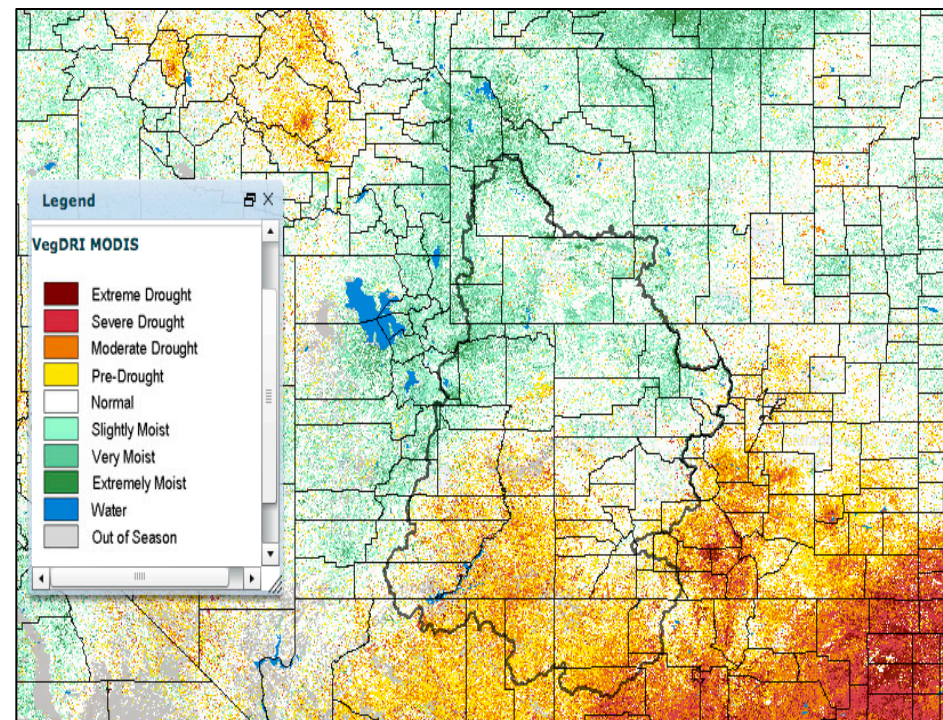 Legend
VegDRI MODIS
Extreme Drought
Severe Drought
Moderate Drought
Pre-Drought
Normal
Slightly Moist
Very Moist
Extremely Moist
Water
Out of Season